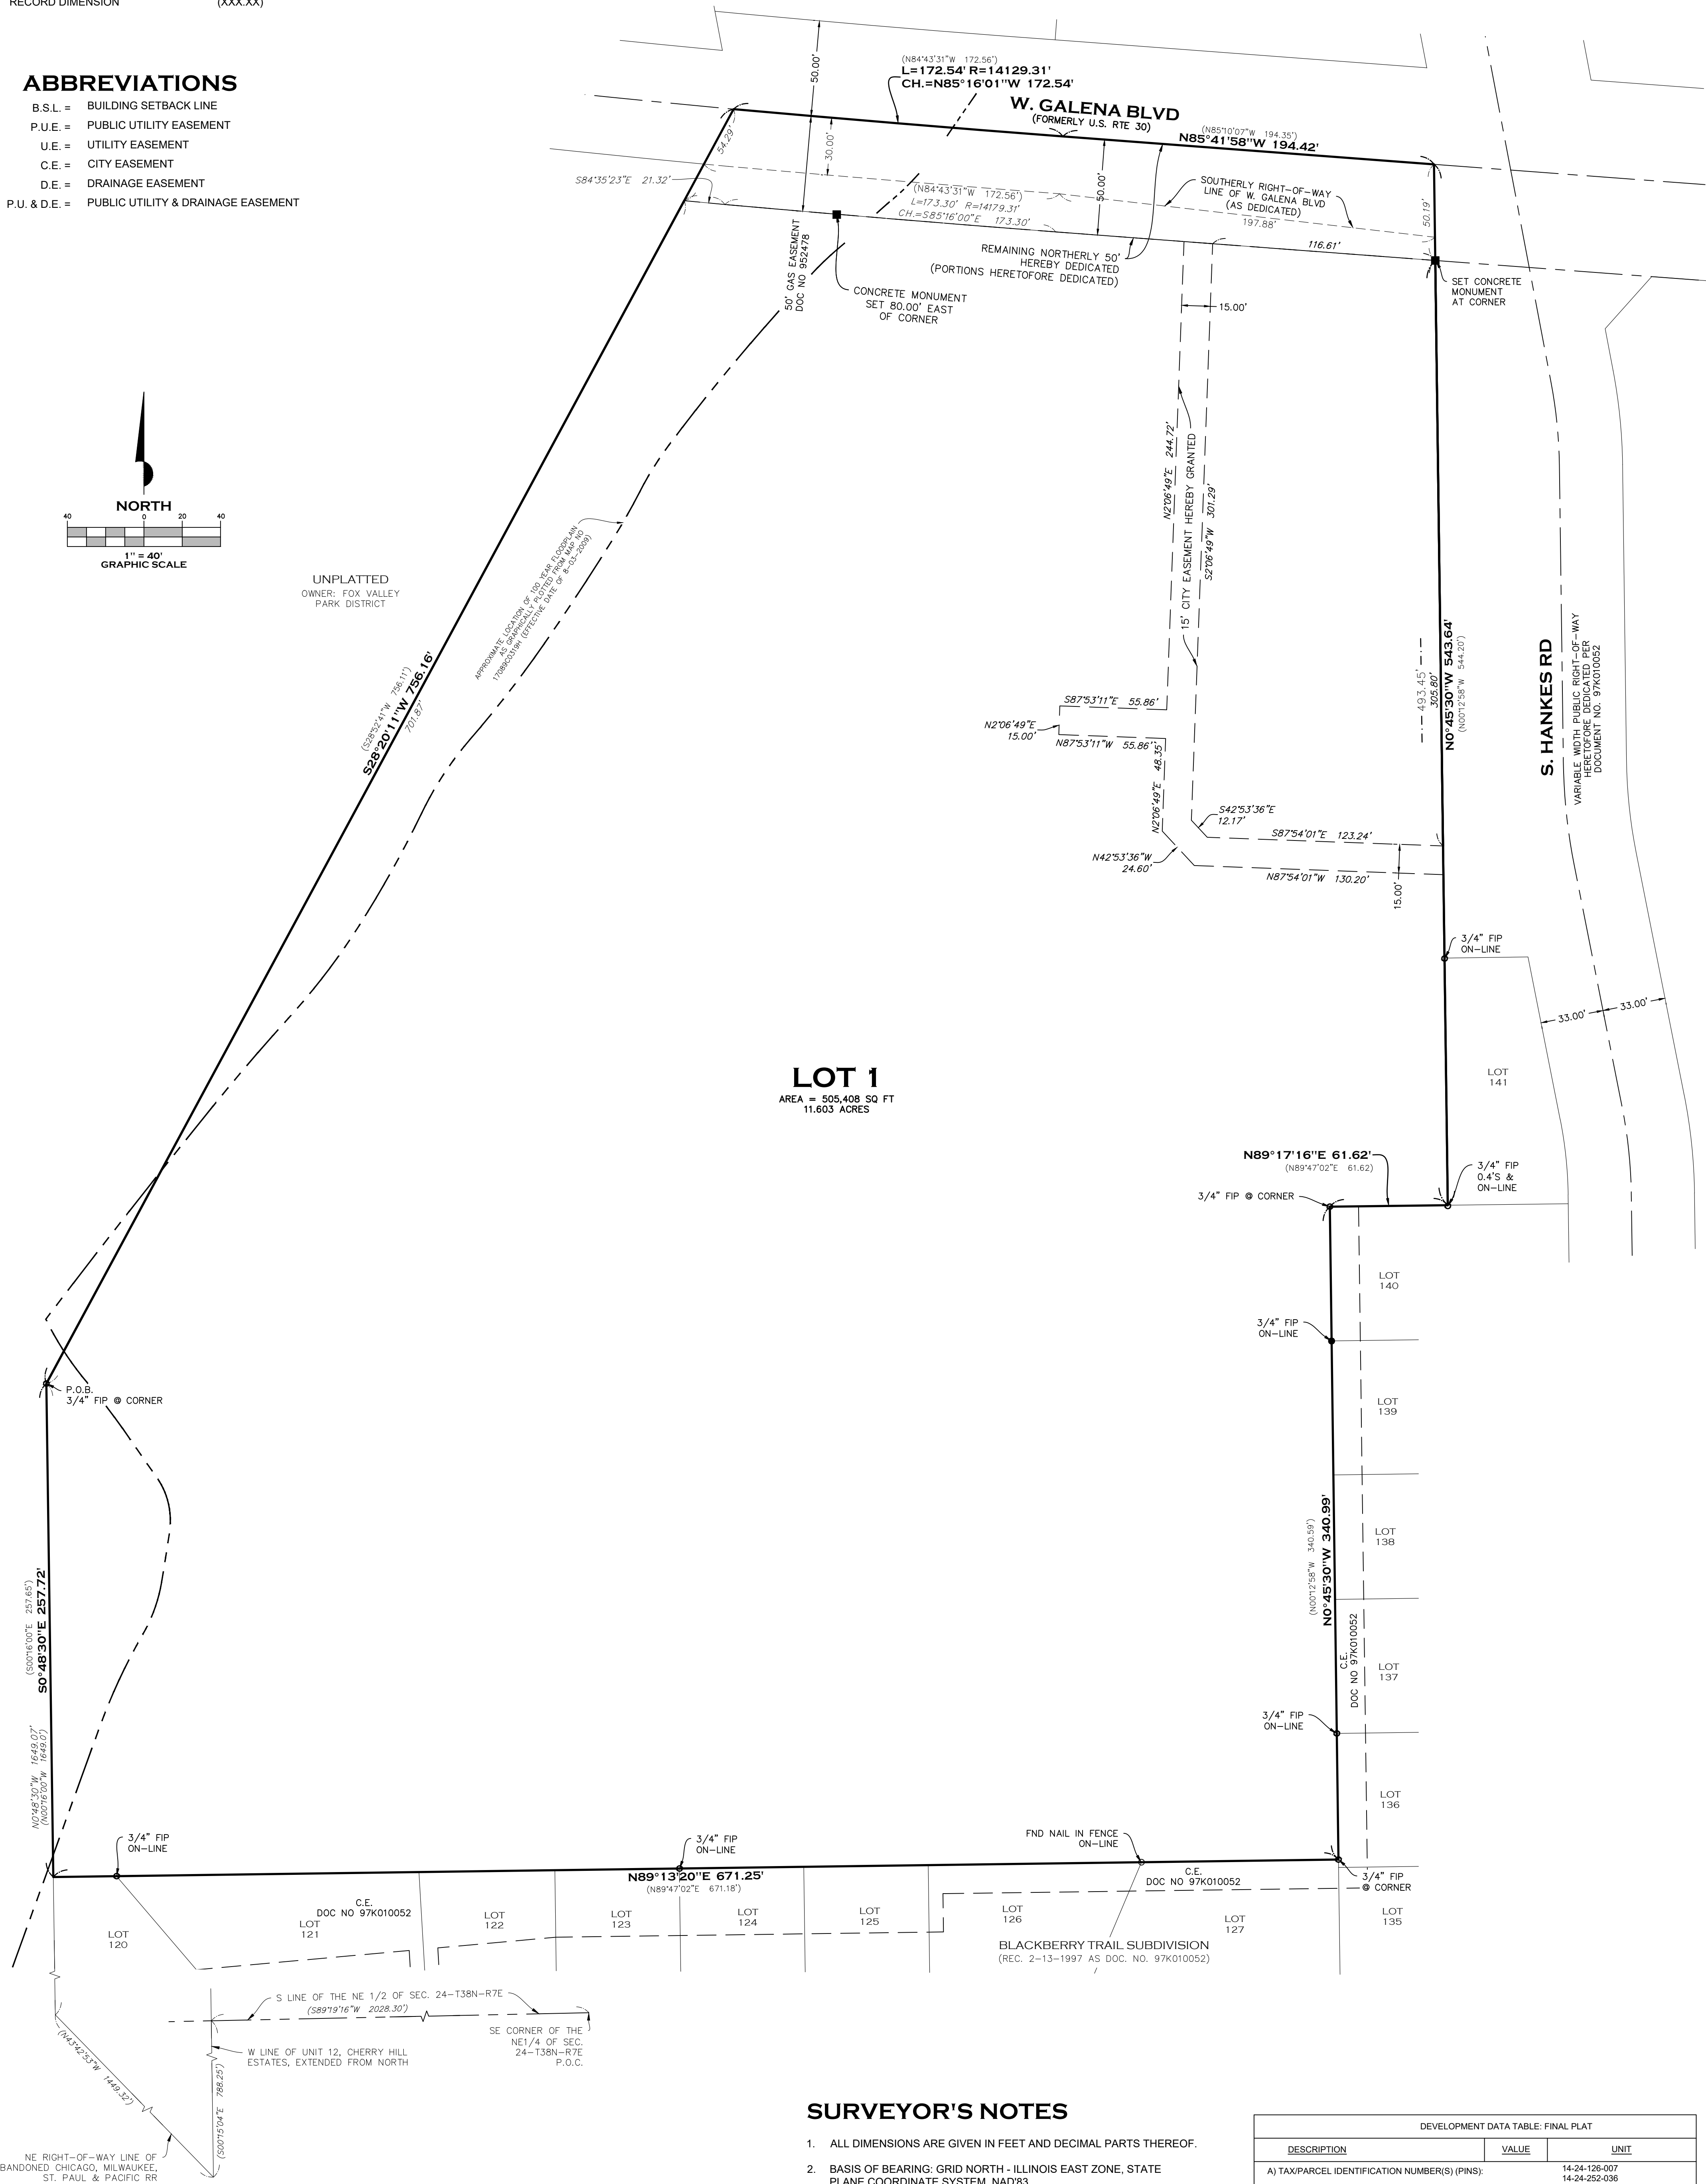 RECORD DIMENSION (XXX.XX)
ABBREVIATIONS
B.S.L. = BUILDING SETBACK LINE
P.U.E. = PUBLIC UTILITY EASEMENT
U.E. = UTILITY EASEMENT
C.E. = CITY EASEMENT
D.E. = DRAINAGE EASEMENT
P.U. & D.E. = PUBLIC UTILITY & DRAINAGE EASEMENT
50.00'
(N84°43'31"W 172.56')
L=172.54' R=14129.31'
CH.=N85°16'01"W 172.54'
W. GALENA BLVD
(FORMERLY U.S. RTE 30)
(N85°10'07"W 194.35')
N85°41'58"W 194.42'
54.29'
30.00'
50.00'
S84°35'23"E 21.32'
(N84°43'31"W 172.56')
L=173.30' R=14179.31'
CH.=S85°16'00"E 173.30'
SOUTHERLY RIGHT-OF-WAY
LINE OF W. GALENA BLVD
(AS DEDICATED)
197.88'
116.61'
50.19'
50' GAS EASEMENT
DOC NO 952478
REMAINING NORTHERLY 50'
HEREBY DEDICATED
(PORTIONS HERETOFORE DEDICATED)
CONCRETE MONUMENT
SET 80.00' EAST
OF CORNER
SET CONCRETE
MONUMENT
AT CORNER
15.00'
NORTH
40 0 20 40
1" = 40'
GRAPHIC SCALE
UNPLATTED
OWNER: FOX VALLEY
PARK DISTRICT
APPROXIMATE LOCATION OF 100 YEAR FLOODPLAIN
AS GRAPHICALLY PLOTTED FROM MAP NO
17089C0319H (EFFECTIVE DATE OF 8-03-2009)
(S28°52'41"W 756.11')
S28°20'11"W 756.16'
701.87'
N2°06'49"E 244.72'
15' CITY EASEMENT HEREBY GRANTED
S2°06'49"W 301.29'
S87°53'11"E 55.86'
N2°06'49"E
15.00'
N87°53'11"W 55.86'
N2°06'49"E 48.35'
S42°53'36"E
12.17'
S87°54'01"E 123.24'
N42°53'36"W
24.60'
N87°54'01"W 130.20'
15.00'
493.45'
305.80'
N0°45'30"W 543.64'
(N00°12'58"W 544.20')
S. HANKES RD
VARIABLE WIDTH PUBLIC RIGHT-OF-WAY
HERETOFORE DEDICATED PER
DOCUMENT NO. 97K010052
3/4" FIP
ON-LINE
33.00'
33.00'
LOT
141
LOT 1
AREA = 505,408 SQ FT
11.603 ACRES
N89°17'16"E 61.62'
(N89°47'02"E 61.62)
3/4" FIP
0.4'S &
ON-LINE
3/4" FIP @ CORNER
LOT
140
3/4" FIP
ON-LINE
P.O.B.
3/4" FIP @ CORNER
LOT
139
(N00°12'58"W 340.59')
N0°45'30"W 340.99'
LOT
138
(S00°16'00"E 257.65')
S0°48'30"E 257.72'
C.E.
DOC NO 97K010052
LOT
137
3/4" FIP
ON-LINE
N0°48'30"W 1649.07'
(N00°16'00"W 1649.0')
LOT
136
3/4" FIP
ON-LINE
3/4" FIP
ON-LINE
FND NAIL IN FENCE
ON-LINE
N89°13'20"E 671.25'
(N89°47'02"E 671.18')
C.E.
DOC NO 97K010052
3/4" FIP
@ CORNER
C.E.
DOC NO 97K010052
LOT
120
LOT
121
LOT
122
LOT
123
LOT
124
LOT
125
LOT
126
LOT
127
LOT
135
BLACKBERRY TRAIL SUBDIVISION
(REC. 2-13-1997 AS DOC. NO. 97K010052)
S LINE OF THE NE 1/2 OF SEC. 24-T38N-R7E
(S89°19'16"W 2028.30')
SE CORNER OF THE
NE1/4 OF SEC.
24-T38N-R7E
P.O.C.
W LINE OF UNIT 12, CHERRY HILL
ESTATES, EXTENDED FROM NORTH
(N43°42'53"W 1449.32')
(S00°15'04"E 788.25')
NE RIGHT-OF-WAY LINE OF
BANDONED CHICAGO, MILWAUKEE,
ST. PAUL & PACIFIC RR
SURVEYOR'S NOTES
1. ALL DIMENSIONS ARE GIVEN IN FEET AND DECIMAL PARTS THEREOF.
2. BASIS OF BEARING: GRID NORTH - ILLINOIS EAST ZONE, STATE
PLANE COORDINATE SYSTEM, NAD'83
DEVELOPMENT DATA TABLE: FINAL PLAT
DESCRIPTION VALUE UNIT
A) TAX/PARCEL IDENTIFICATION NUMBER(S) (PINS): 14-24-126-007
14-24-252-036